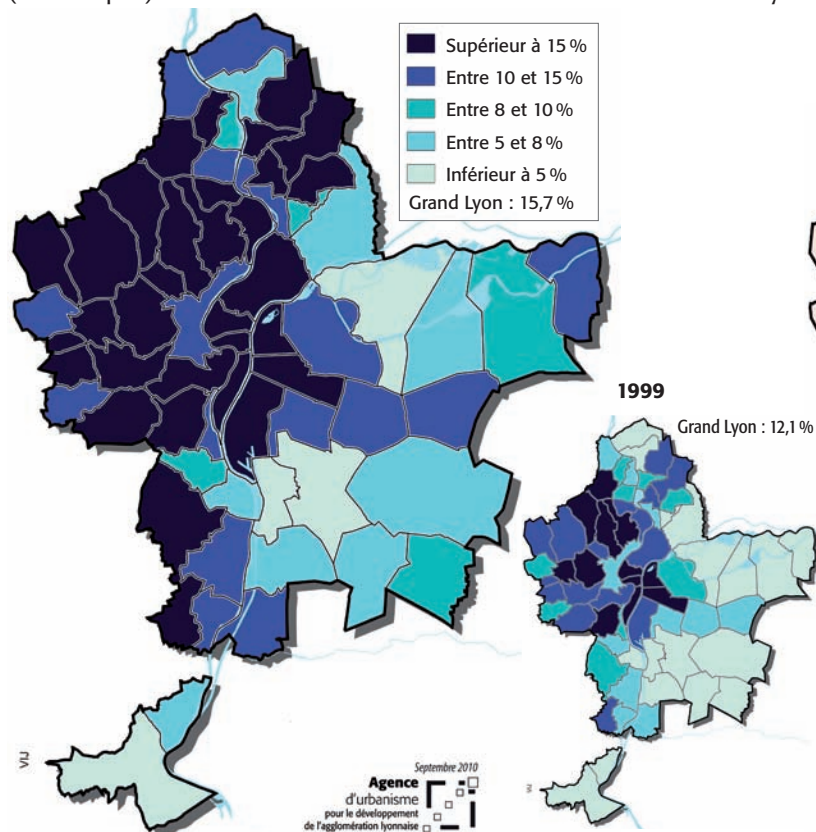 Supérieur à 15 %
Entre 10 et 15 %
Entre 8 et 10 %
Entre 5 et 8 %
Inférieur à 5 %
Grand Lyon : 15,7 %
1999
Grand Lyon : 12,1 %
VIJ
Septembre 2010
Agence
d'urbanisme
pour le développement
de l'agglomération lyonnaise